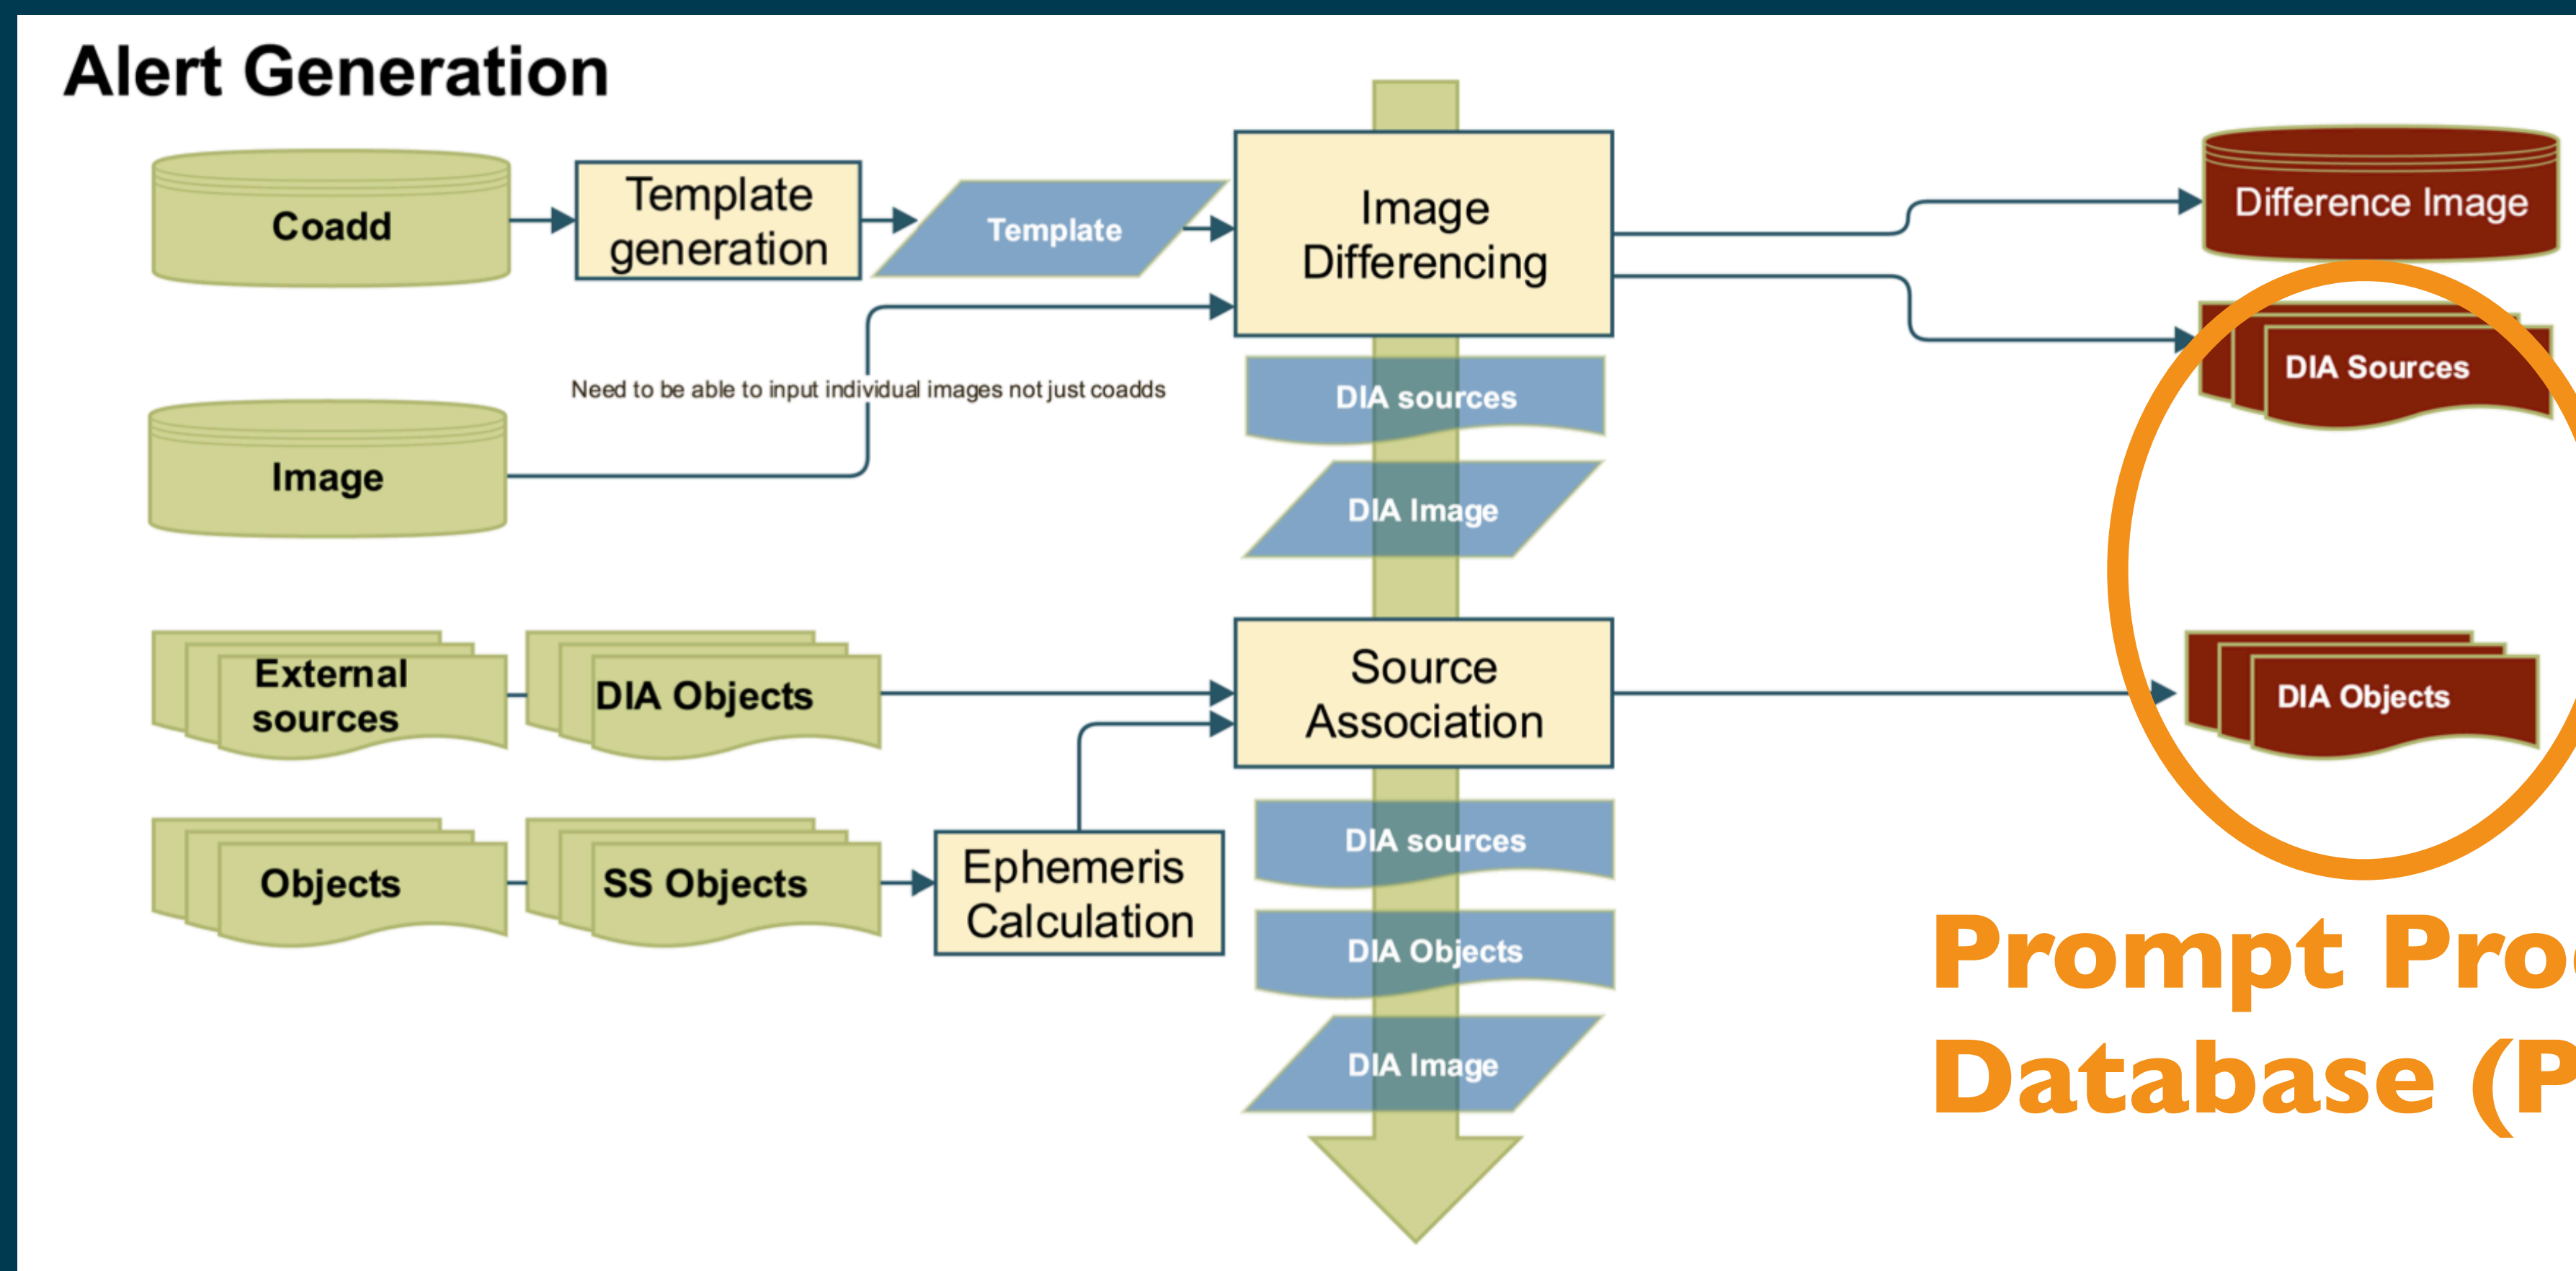 Alert Generation
Coadd
Template
generation
Template
Image
Differencing
Difference Image
DIA Sources
Need to be able to input individual images not just coadds
DIA sources
Image
DIA Image
External
sources
DIA Objects
Source
Association
DIA Objects
Objects
SS Objects
Ephemeris
Calculation
DIA sources
DIA Objects
DIA Image
Prompt
Database